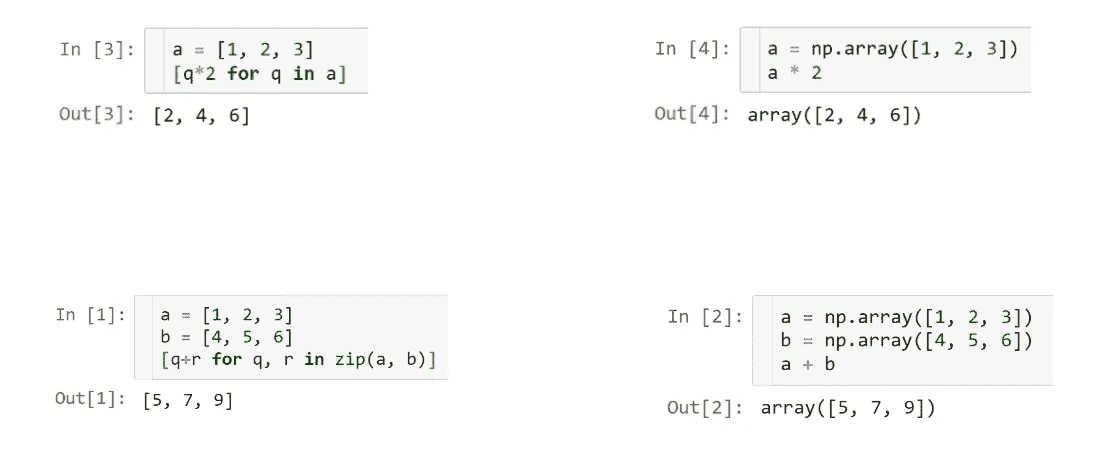 In [3]: a = [1, 2, 3]
[q*2 for q in a]
Out[3]: [2, 4, 6]
In [4]: a = np.array([1, 2, 3])
a * 2
Out[4]: array([2, 4, 6])
In [1]: a = [1, 2, 3]
b = [4, 5, 6]
[q+r for q, r in zip(a, b)]
Out[1]: [5, 7, 9]
In [2]: a = np.array([1, 2, 3])
b = np.array([4, 5, 6])
a + b
Out[2]: array([5, 7, 9])